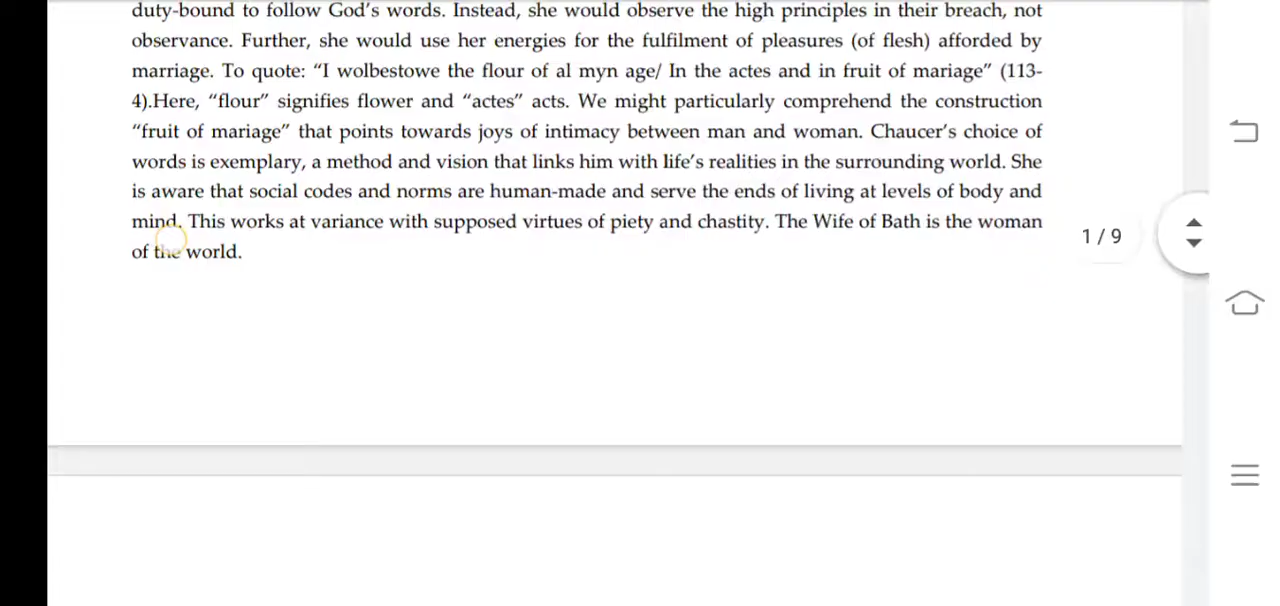 duty-bound to follow God's words. Instead, she would observe the high principles in their breach, not
observance. Further, she would use her energies for the fulfilment of pleasures (of flesh) afforded by
marriage. To quote: “I wolbestowe the flour of al myn age/ In the actes and in fruit of mariage” (113-
4).Here, “flour” signifies flower and “actes” acts. We might particularly comprehend the construction
“fruit of mariage” that points towards joys of intimacy between man and woman. Chaucer's choice of
words is exemplary, a method and vision that links him with life's realities in the surrounding world. She
is aware that social codes and norms are human-made and serve the ends of living at levels of body and
mind. This works at variance with supposed virtues of piety and chastity. The Wife of Bath is the woman
of the world.
1 / 9